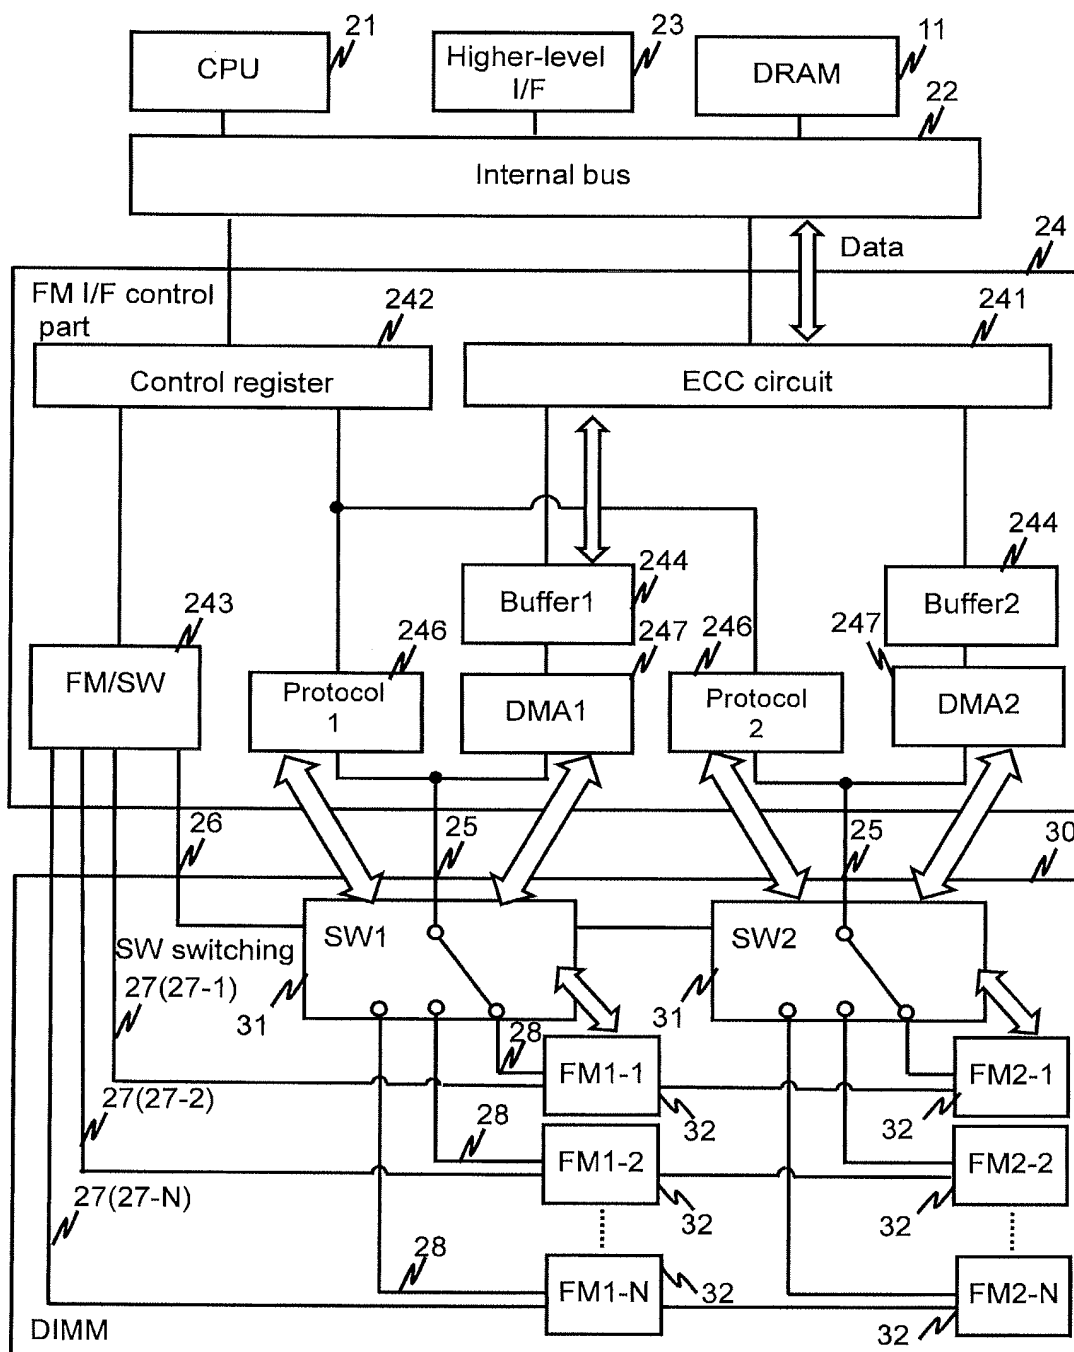 21
23
11
CPU
Higher-level
I/F
DRAM
22
Internal bus
Data
24
FM I/F control
part
242
241
Control register
ECC circuit
244
244
Buffer1
Buffer2
243
246
247
246
247
FM/SW
Protocol
1
DMA1
Protocol
2
DMA2
26
25
25
30
SW1
SW2
SW switching
27(27-1)
31
31
28
FM1-1
FM2-1
27(27-2)
28
32
32
FM1-2
FM2-2
27(27-N)
32
32
28
FM1-N
32
FM2-N
32
DIMM